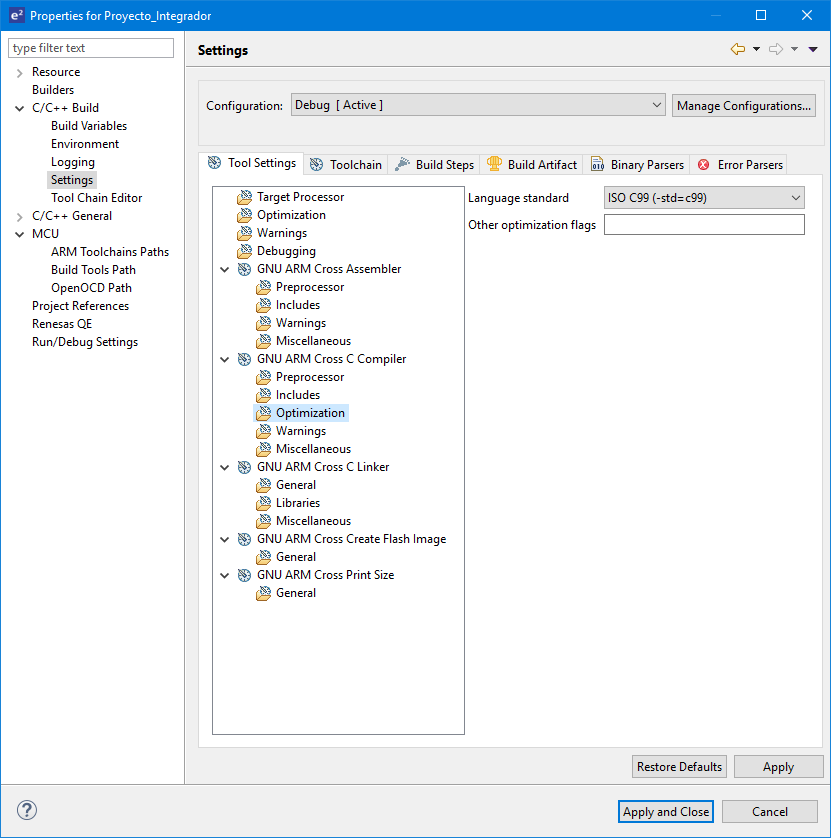 e² Properties for Proyecto_Integrador
type filter text
Resource
Builders
C/C++ Build
Build Variables
Environment
Logging
Settings
Tool Chain Editor
C/C++ General
MCU
ARM Toolchains Paths
Build Tools Path
OpenOCD Path
Project References
Renesas QE
Run/Debug Settings
Settings
Configuration: Debug [ Active ] Manage Configurations...
Tool Settings Toolchain Build Steps Build Artifact Binary Parsers Error Parsers
Target Processor
Optimization
Warnings
Debugging
GNU ARM Cross Assembler
Preprocessor
Includes
Warnings
Miscellaneous
GNU ARM Cross C Compiler
Preprocessor
Includes
Optimization
Warnings
Miscellaneous
GNU ARM Cross C Linker
General
Libraries
Miscellaneous
GNU ARM Cross Create Flash Image
General
GNU ARM Cross Print Size
General
Language standard ISO C99 (-std=c99)
Other optimization flags
Restore Defaults Apply
? Apply and Close Cancel